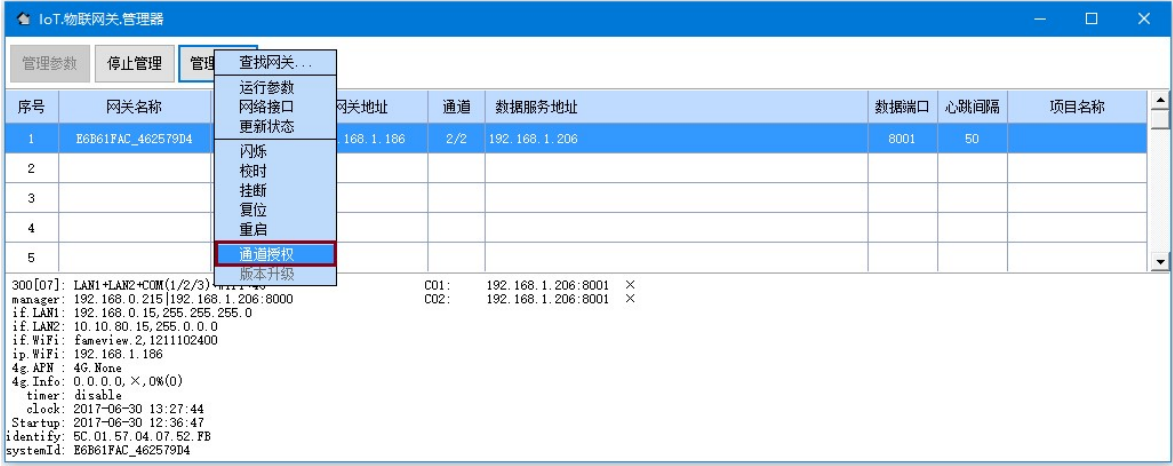 IoT.物联网关.管理器
管理参数 停止管理 管理
查找网关...
运行参数
网络接口
更新状态
闪烁
校时
挂断
复位
重启
通道授权
版本升级
序号 网关名称 网关地址 通道 数据服务地址 数据端口 心跳间隔 项目名称
1 E6B61FAC_462579D4 .168.1.186 2/2 192.168.1.206 8001 50
2
3
4
5
300[07]: LAN1+LAN2+COM(1/2/3)+WiFi+4G C01: 192.168.1.206:8001 ×
manager: 192.168.0.215|192.168.1.206:8000 C02: 192.168.1.206:8001 ×
if.LAN1: 192.168.0.15,255.255.255.0
if.LAN2: 10.10.80.15,255.0.0.0
if.WiFi: fameview.2,1211102400
ip.WiFi: 192.168.1.186
4g.APN : 4G.None
4g.Info: 0.0.0.0,×,0%(0)
timer: disable
clock: 2017-06-30 13:27:44
Startup: 2017-06-30 12:36:47
identify: 5C.01.57.04.07.52.FB
systemId: E6B61FAC_462579D4